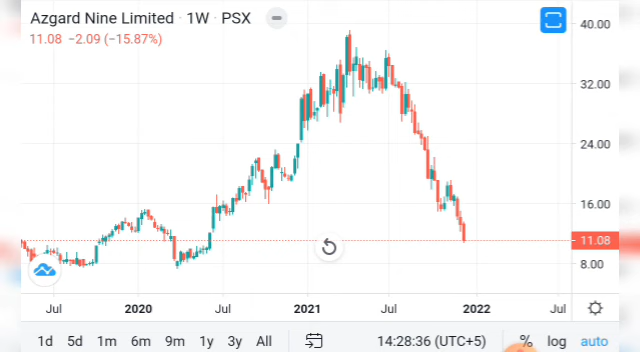 Azgard Nine Limited · 1W · PSX
11.08 −2.09 (−15.87%)
40.00
32.00
24.00
16.00
11.08
8.00
Jul 2020 Jul 2021 Jul 2022 Jul
1d 5d 1m 6m 9m 1y 3y All 14:28:36 (UTC+5) % log auto